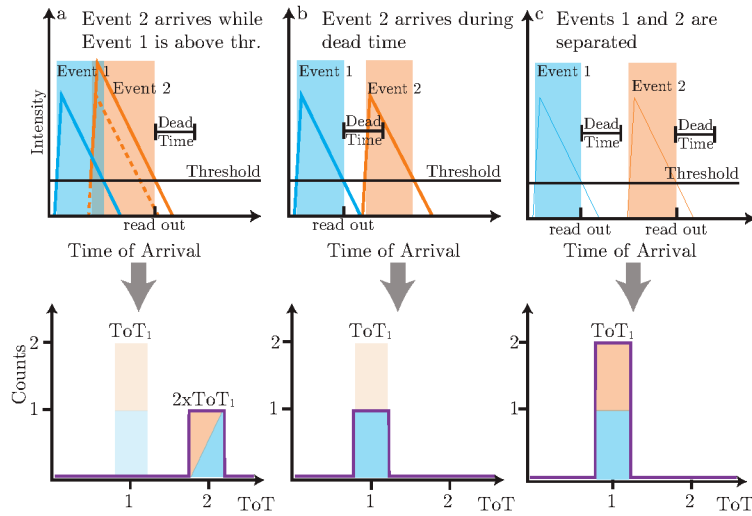 a
Event 2 arrives while
Event 1 is above thr.
Event 1
Event 2
Dead
Time
Threshold
Intensity
read out
Time of Arrival
b
Event 2 arrives during
dead time
Event 1
Event 2
Dead
Time
Threshold
read out
Time of Arrival
c
Events 1 and 2 are
separated
Event 1
Event 2
Dead
Time
Dead
Time
Threshold
read out
read out
Time of Arrival
Counts
2
1
ToT₁
2xToT₁
1
2
ToT
2
1
ToT₁
1
2
ToT
2
1
ToT₁
1
2
ToT